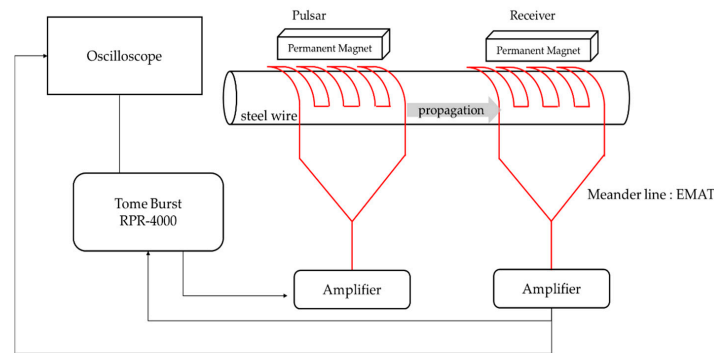 Pulsar
Receiver
Permanent Magnet
Permanent Magnet
Oscilloscope
steel wire
propagation
Tome Burst
RPR-4000
Meander line : EMAT
Amplifier
Amplifier